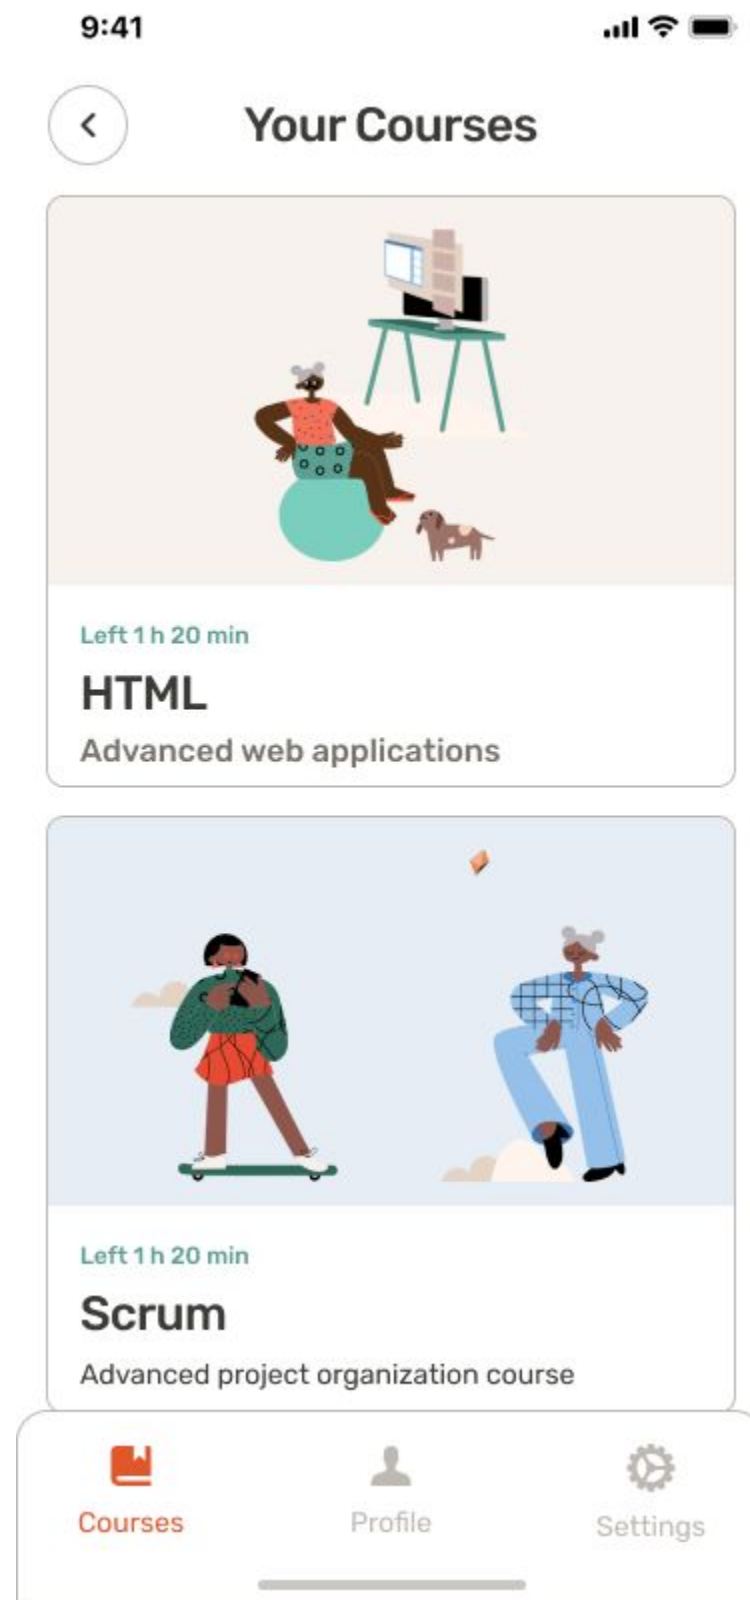 9:41
Your Courses
Left 1 h 20 min
HTML
Advanced web applications
Left 1 h 20 min
Scrum
Advanced project organization course
Courses
Profile
Settings